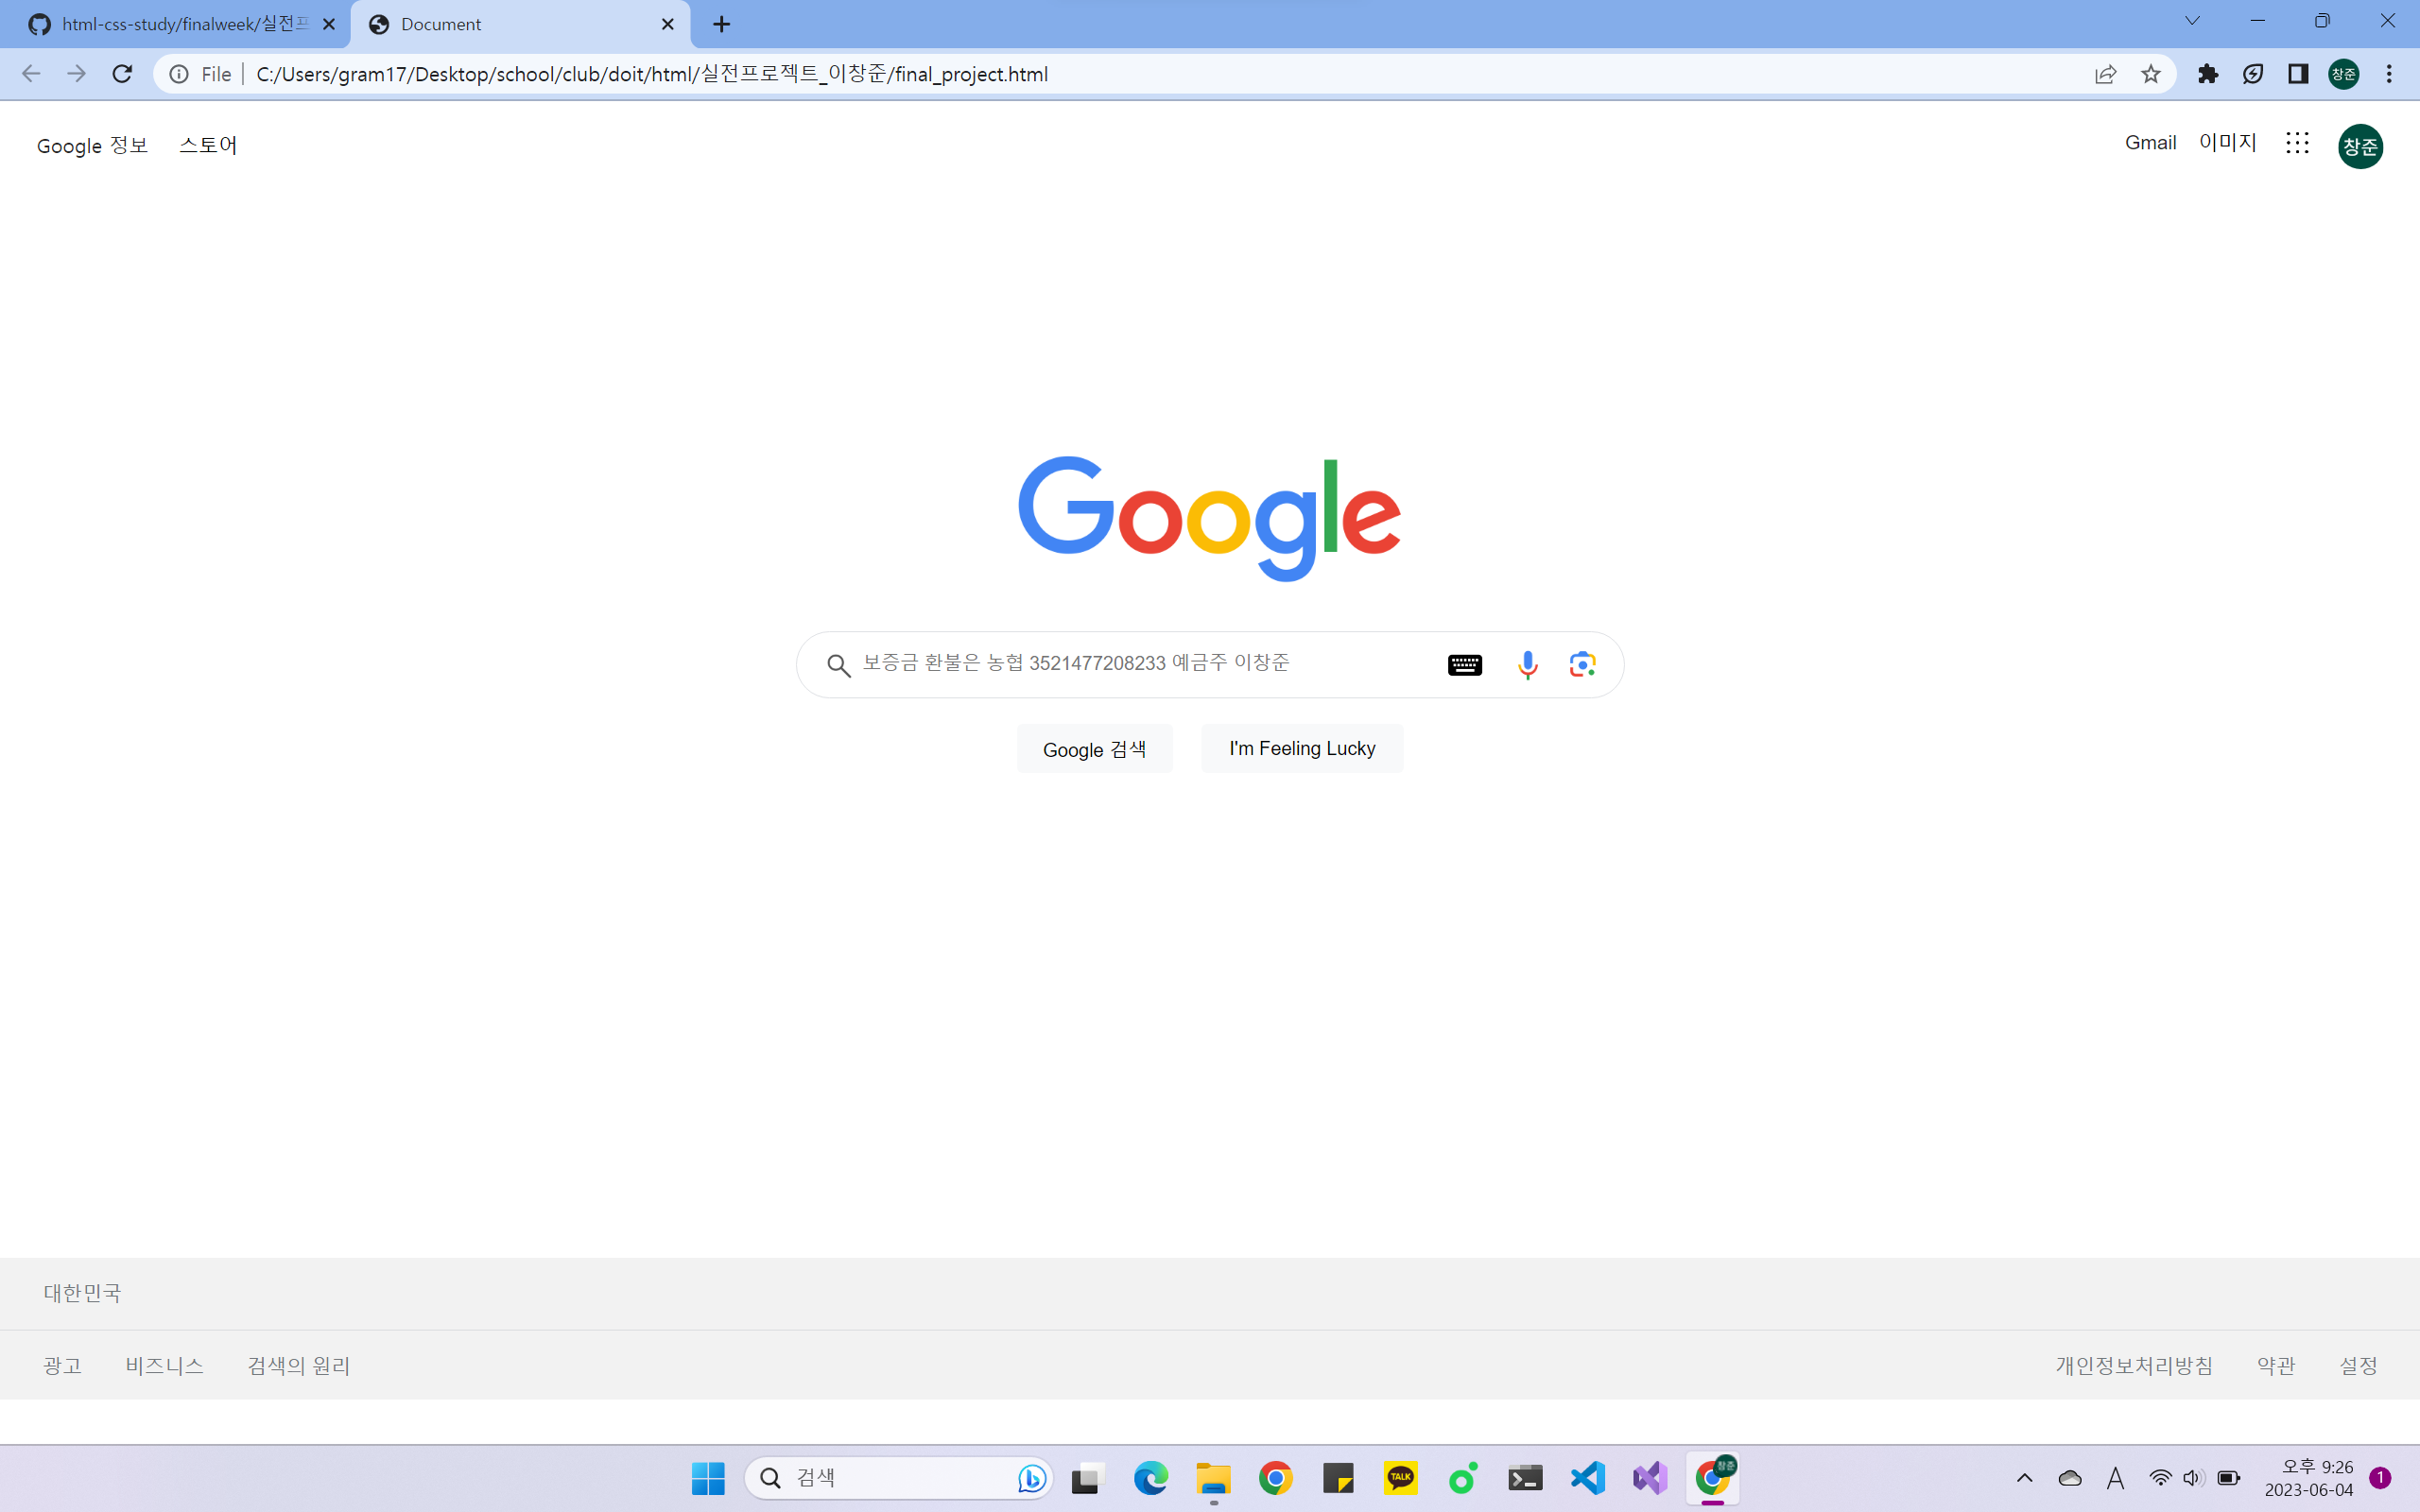 html-css-study/finalweek/실전프
Document
File
C:/Users/gram17/Desktop/school/club/doit/html/실전프로젝트_이창준/final_project.html
창준
Google 정보 스토어
Gmail 이미지 창준
Google
보증금 환불은 농협 3521477208233 예금주 이창준
Google 검색 I'm Feeling Lucky
대한민국
광고 비즈니스 검색의 원리
개인정보처리방침 약관 설정
검색
TALK
창준
A
오후 9:26
2023-06-04
1